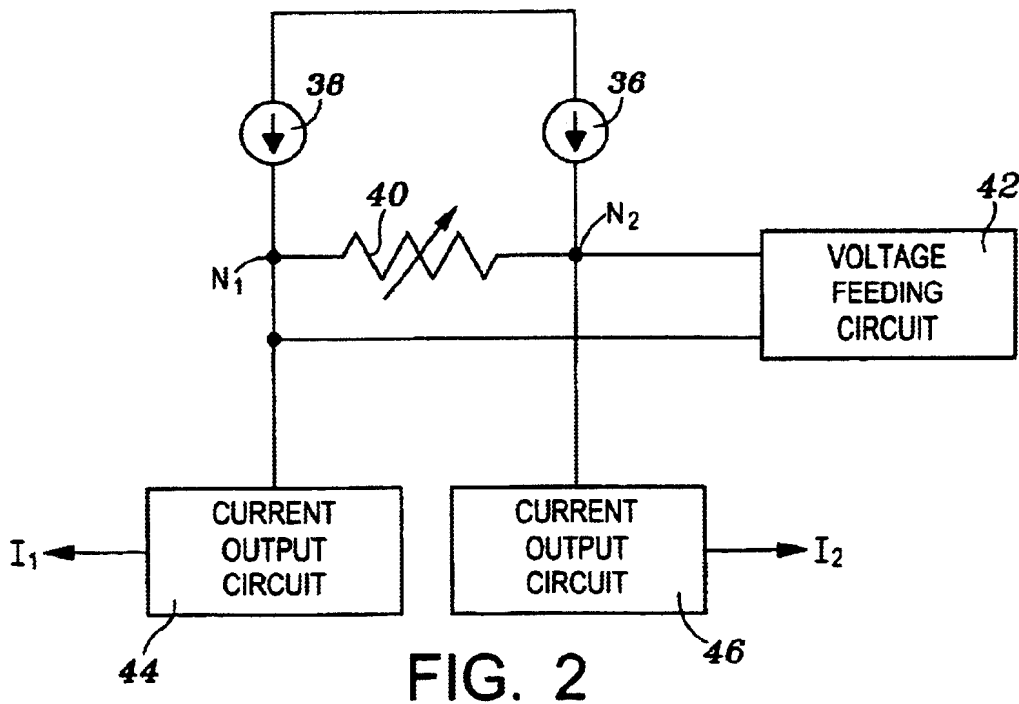 38
36
40
N1
N2
42
VOLTAGE
FEEDING
CIRCUIT
CURRENT
OUTPUT
CIRCUIT
CURRENT
OUTPUT
CIRCUIT
I1
I2
44
46
FIG. 2